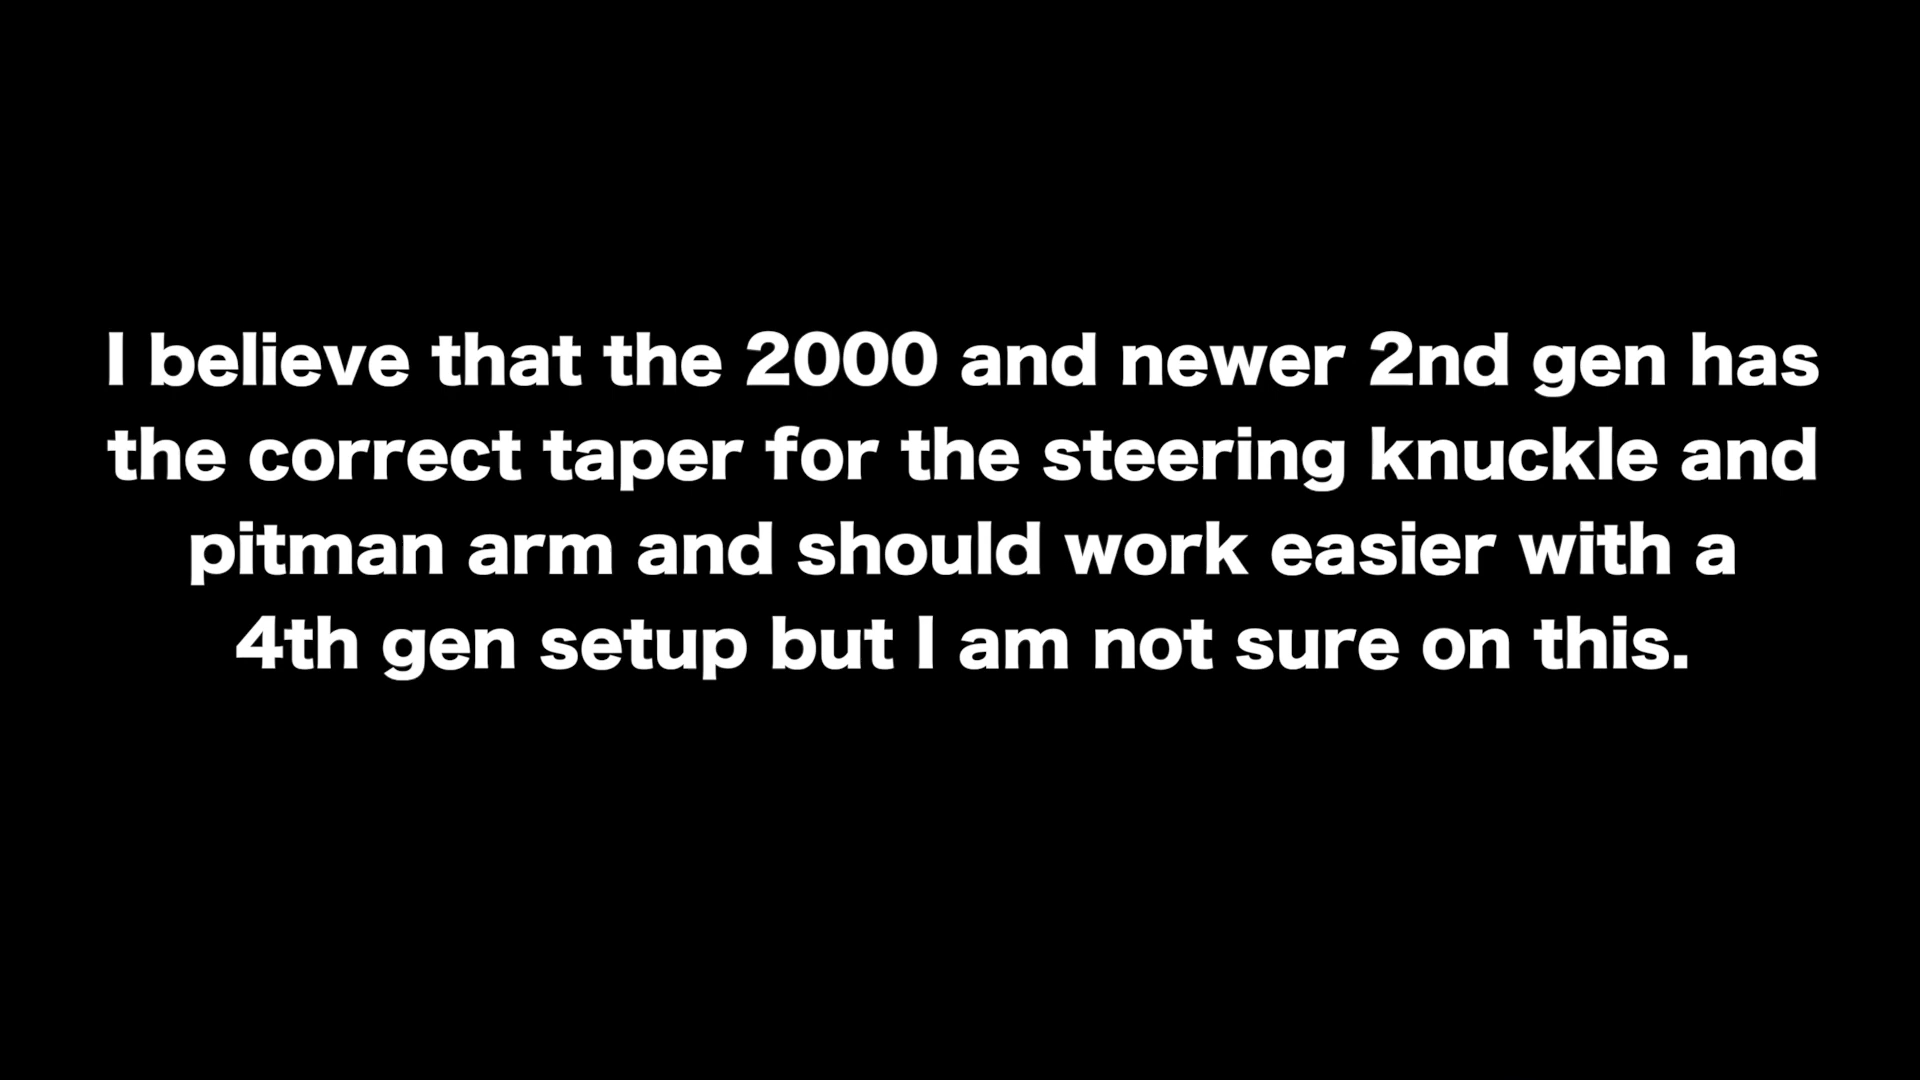 I believe that the 2000 and newer 2nd gen has
the correct taper for the steering knuckle and
pitman arm and should work easier with a
4th gen setup but I am not sure on this.